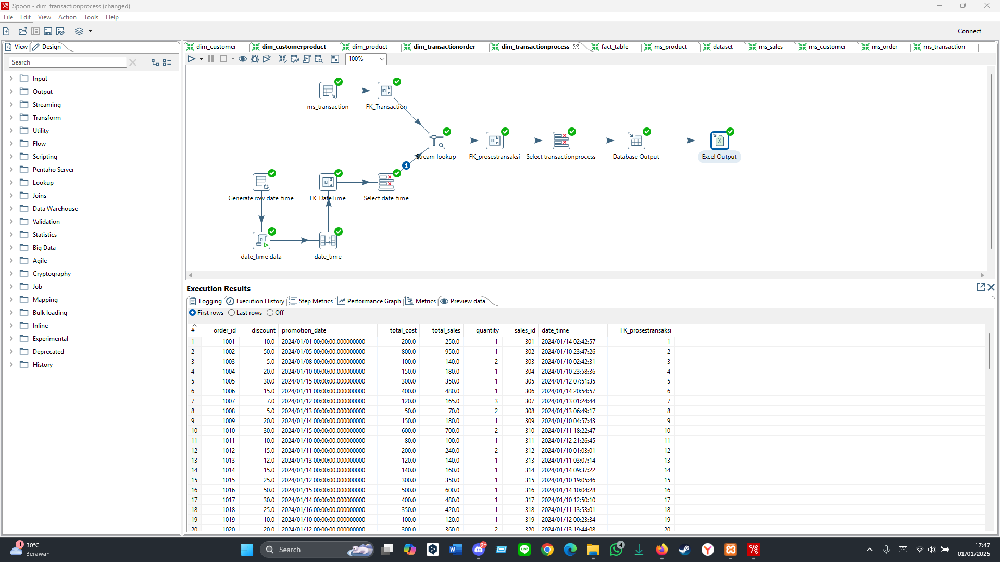 Spoon - dim_transactionprocess (changed)
File Edit View Action Tools Help
Connect
View Design
dim_customer dim_customerproduct dim_product dim_transactionorder dim_transactionprocess fact_table ms_product dataset ms_sales ms_customer ms_order ms_transaction
100%
Search
Input
Output
Streaming
Transform
Utility
Flow
Scripting
Pentaho Server
Lookup
Joins
Data Warehouse
Validation
Statistics
Big Data
Agile
Cryptography
Job
Mapping
Bulk loading
Inline
Experimental
Deprecated
History
ms_transaction FK_Transaction
Stream lookup FK_prosestransaksi Select transactionprocess Database Output Excel Output
Generate row date_time FK_DateTime Select date_time
date_time data date_time
Execution Results
Logging Execution History Step Metrics Performance Graph Metrics Preview data
First rows Last rows Off
# order_id discount promotion_date total_cost total_sales quantity sales_id date_time FK_prosestransaksi
1 1001 10.0 2024/01/01 00:00:00.000000000 200.0 250.0 1 301 2024/01/14 02:42:57 1
2 1002 50.0 2024/01/05 00:00:00.000000000 800.0 950.0 1 302 2024/01/10 23:47:26 2
3 1003 5.0 2024/01/08 00:00:00.000000000 100.0 140.0 2 303 2024/01/10 02:42:31 3
4 1004 20.0 2024/01/10 00:00:00.000000000 150.0 180.0 1 304 2024/01/10 23:58:36 4
5 1005 30.0 2024/01/15 00:00:00.000000000 300.0 350.0 1 305 2024/01/12 07:51:35 5
6 1006 15.0 2024/01/11 00:00:00.000000000 400.0 480.0 1 306 2024/01/14 20:54:57 6
7 1007 7.0 2024/01/12 00:00:00.000000000 120.0 165.0 3 307 2024/01/13 01:24:44 7
8 1008 5.0 2024/01/13 00:00:00.000000000 50.0 70.0 2 308 2024/01/13 06:49:17 8
9 1009 20.0 2024/01/14 00:00:00.000000000 150.0 180.0 1 309 2024/01/10 04:57:43 9
10 1010 30.0 2024/01/15 00:00:00.000000000 600.0 700.0 2 310 2024/01/11 18:22:47 10
11 1011 10.0 2024/01/10 00:00:00.000000000 80.0 100.0 1 311 2024/01/12 21:26:45 11
12 1012 15.0 2024/01/11 00:00:00.000000000 200.0 240.0 2 312 2024/01/10 01:03:01 12
13 1013 12.0 2024/01/13 00:00:00.000000000 120.0 140.0 1 313 2024/01/11 03:07:14 13
14 1014 15.0 2024/01/14 00:00:00.000000000 140.0 160.0 1 314 2024/01/14 09:37:22 14
15 1015 25.0 2024/01/12 00:00:00.000000000 300.0 350.0 1 315 2024/01/10 19:05:46 15
16 1016 50.0 2024/01/15 00:00:00.000000000 500.0 600.0 1 316 2024/01/14 10:04:28 16
17 1017 30.0 2024/01/14 00:00:00.000000000 400.0 480.0 1 317 2024/01/10 12:50:10 17
18 1018 25.0 2024/01/16 00:00:00.000000000 350.0 420.0 1 318 2024/01/11 13:53:01 18
19 1019 10.0 2024/01/10 00:00:00.000000000 100.0 120.0 1 319 2024/01/12 00:23:34 19
20 1020 20.0 2024/01/12 00:00:00.000000000 300.0 360.0 2 320 2024/01/13 19:44:08 20
1 30°C
Berawan
Search
9+
4
17:47
01/01/2025